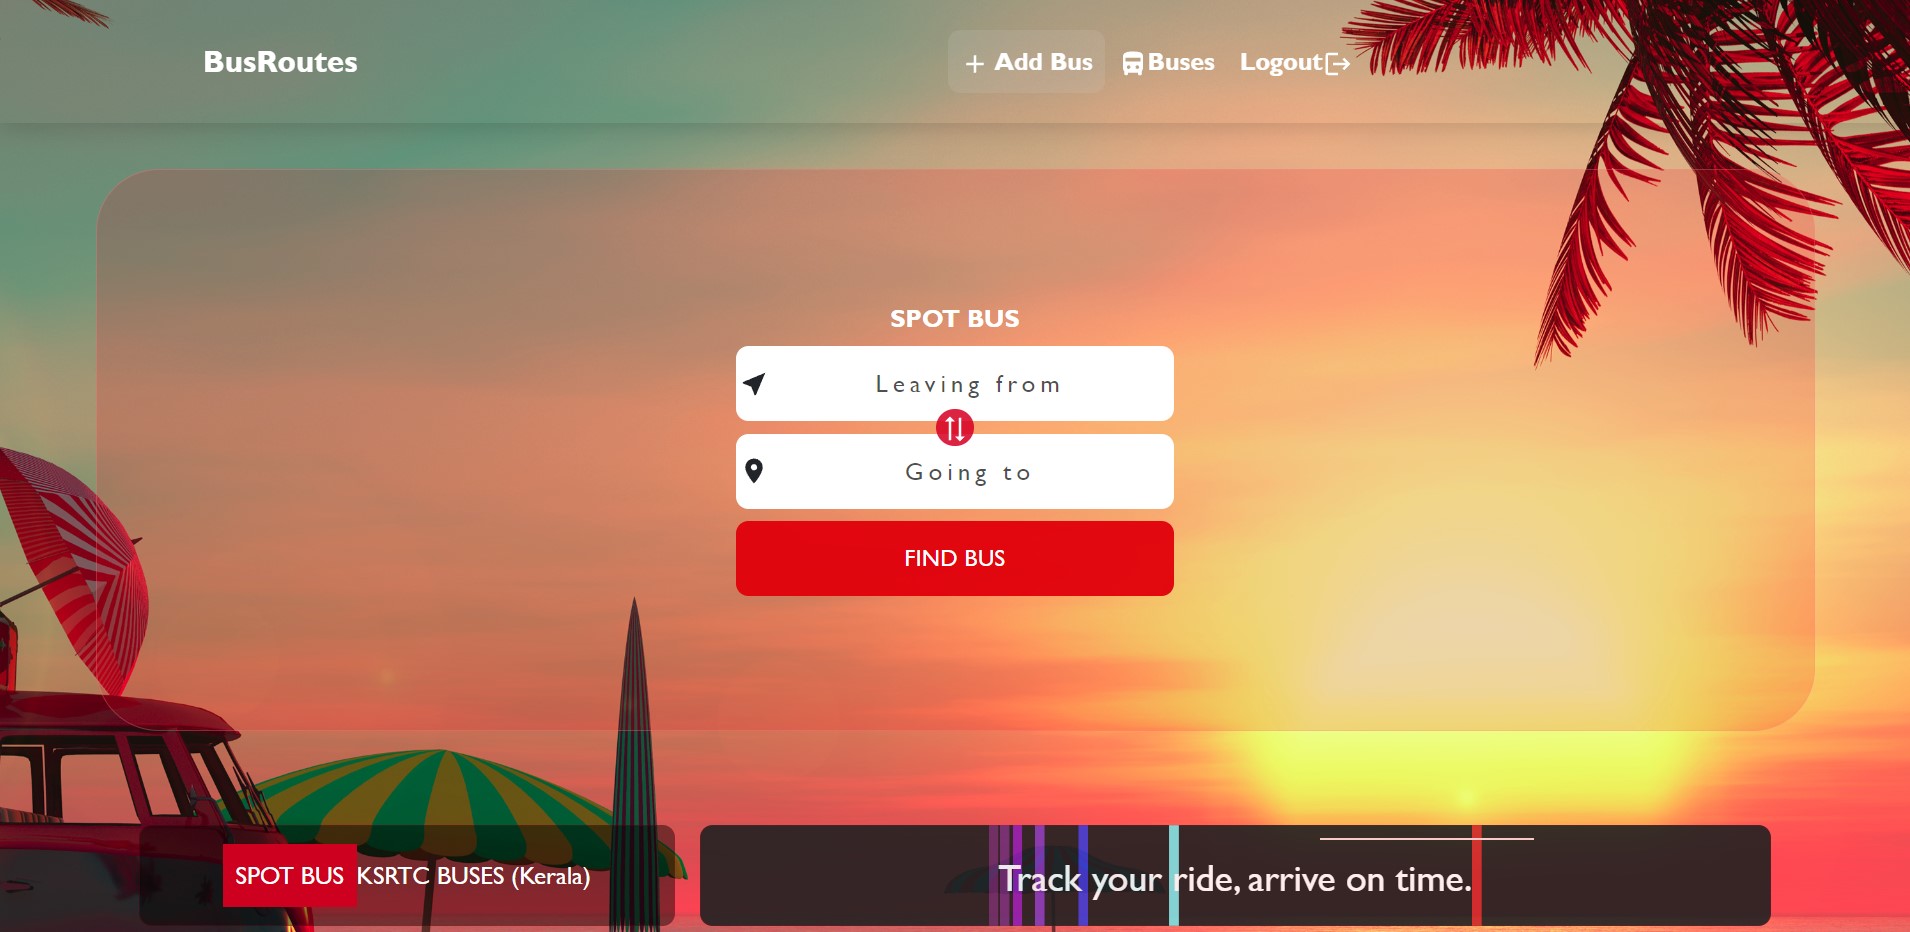 BusRoutes
Add Bus
Buses
Logout
SPOT BUS
Leaving from
Going to
FIND BUS
SPOT BUS KSRTC BUSES (Kerala)
Track your ride, arrive on time.